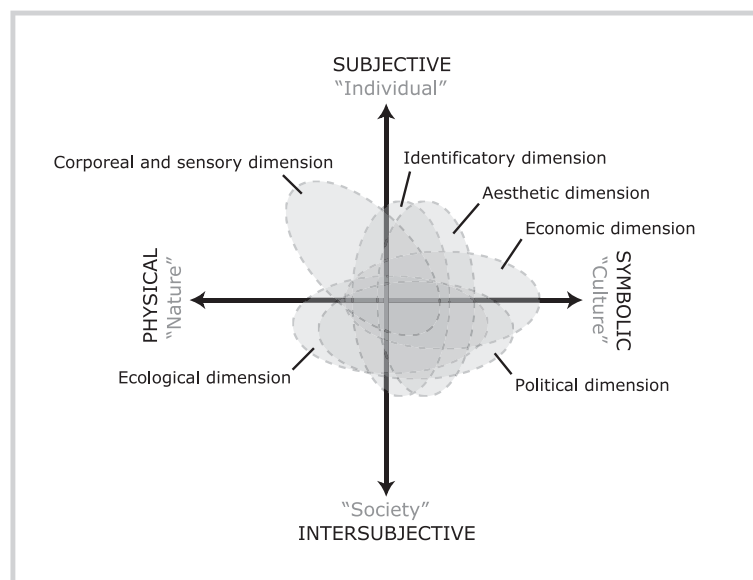 SUBJECTIVE
“Individual”
Corporeal and sensory dimension
Identificatory dimension
Aesthetic dimension
Economic dimension
PHYSICAL
“Nature”
SYMBOLIC
“Culture”
Ecological dimension
Political dimension
“Society”
INTERSUBJECTIVE